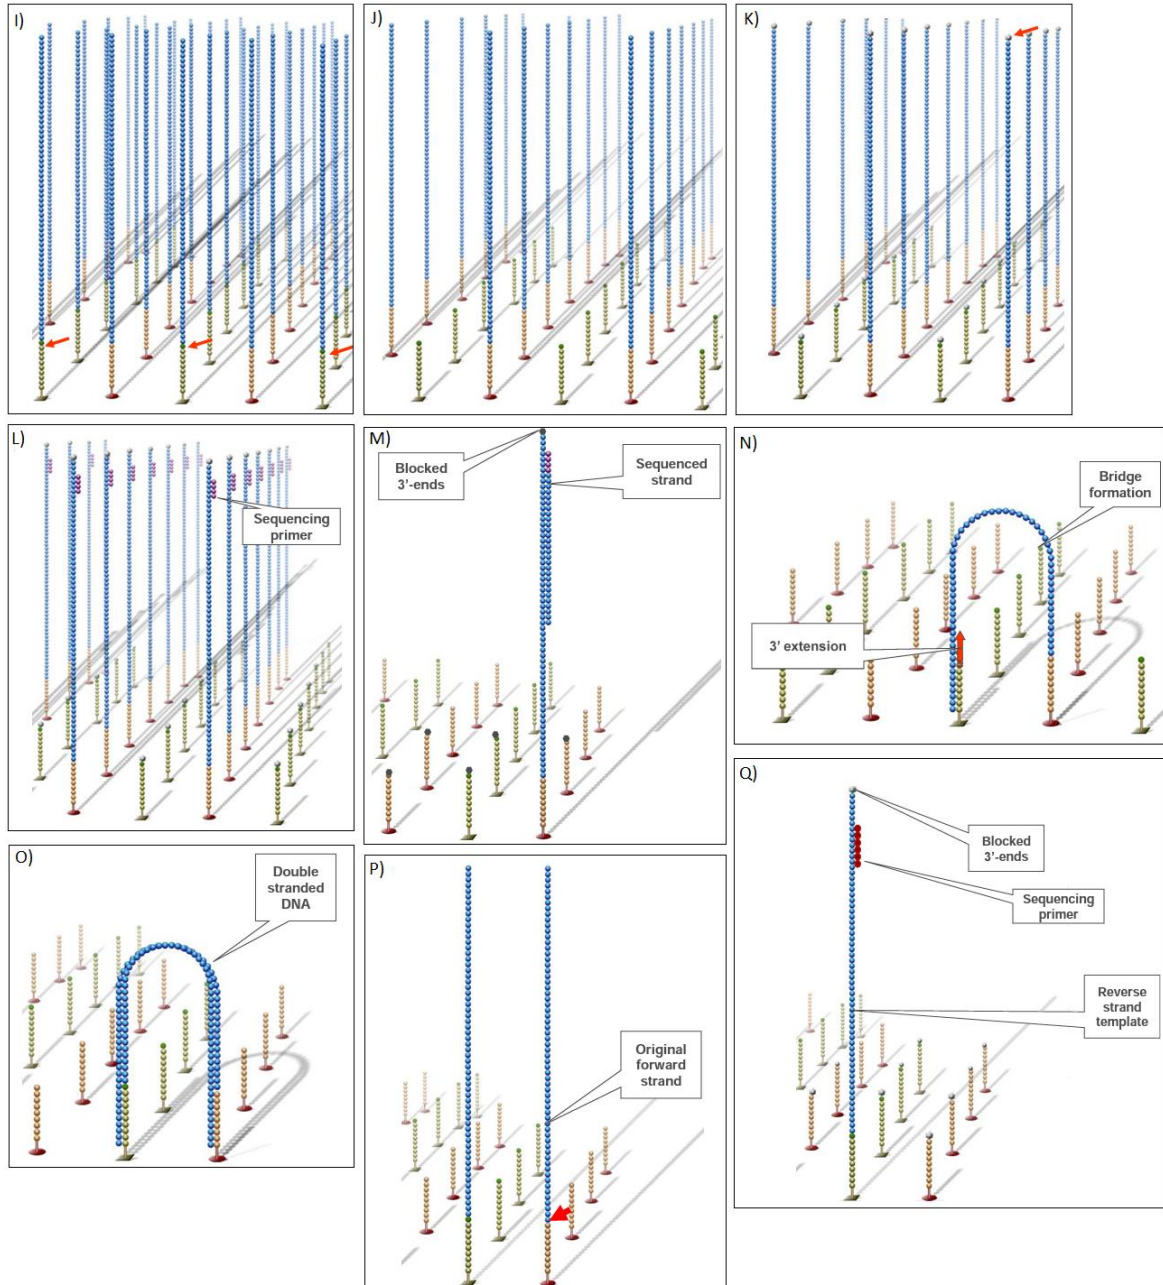 I)
J)
K)
L)
Sequencing
primer
M)
Blocked
3'-ends
Sequenced
strand
N)
Bridge
formation
3' extension
O)
Double
stranded
DNA
P)
Original
forward
strand
Q)
Blocked
3'-ends
Sequencing
primer
Reverse
strand
template